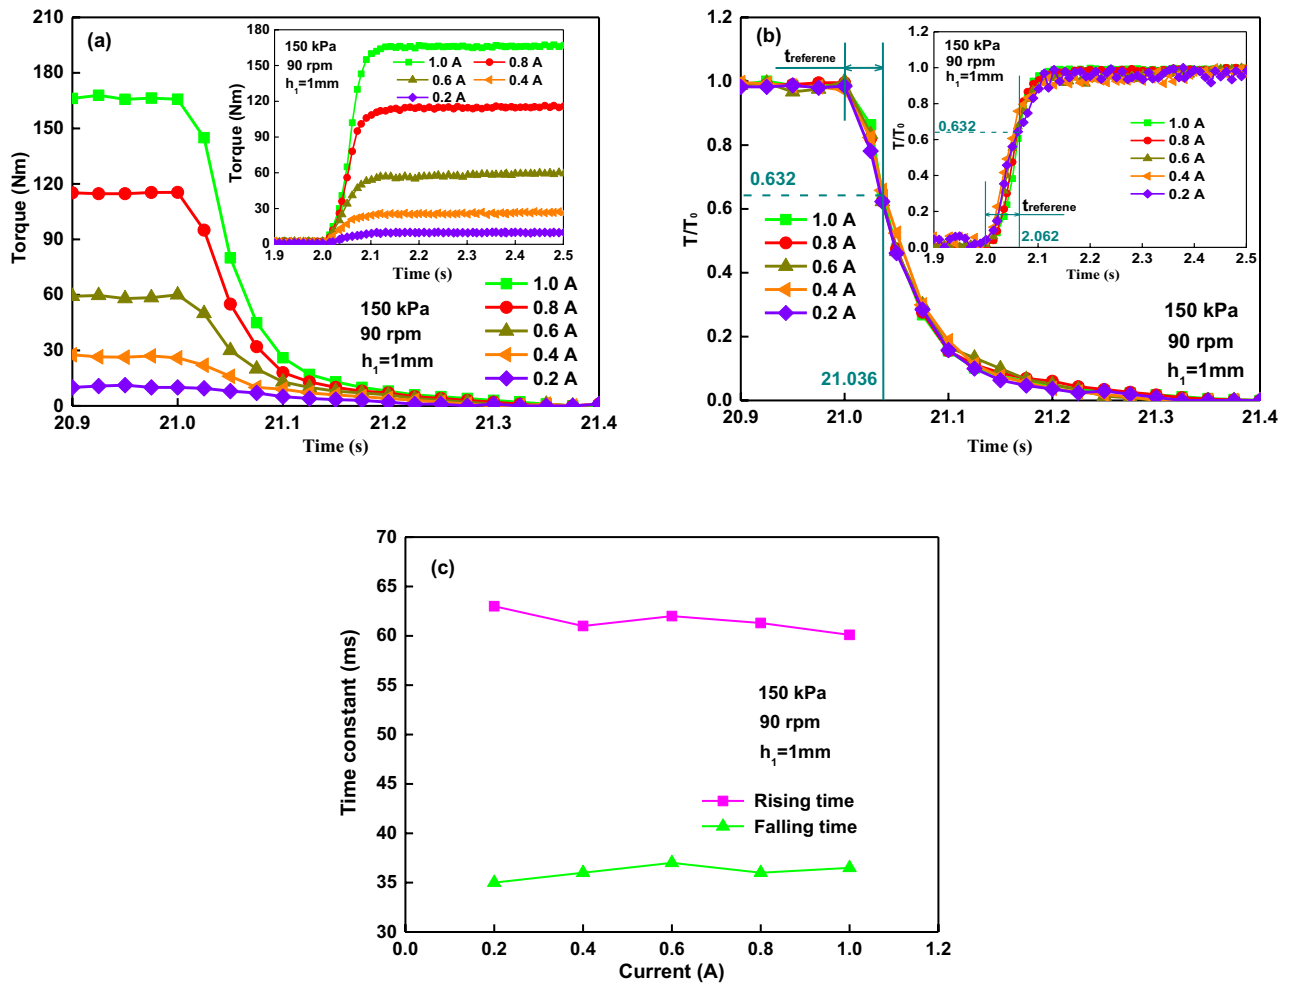 (a)
210
180
150
120
90
60
30
0
Torque (Nm)
20.9
21.0
21.1
21.2
21.3
21.4
Time (s)
150 kPa
90 rpm
h1=1mm
1.0 A
0.8 A
0.6 A
0.4 A
0.2 A
180
150
120
90
60
30
0
Torque (Nm)
1.9
2.0
2.1
2.2
2.3
2.4
2.5
Time (s)
150 kPa
90 rpm
h1=1mm
1.0 A
0.8 A
0.6 A
0.4 A
0.2 A
(b)
1.2
1.0
0.8
0.6
0.4
0.2
0.0
T/T0
20.9
21.0
21.1
21.2
21.3
21.4
Time (s)
treferene
0.632
21.036
1.0 A
0.8 A
0.6 A
0.4 A
0.2 A
150 kPa
90 rpm
h1=1mm
1.2
1.0
0.8
0.6
0.4
0.2
0.0
T/T0
1.9
2.0
2.1
2.2
2.3
2.4
2.5
Time (s)
150 kPa
90 rpm
h1=1mm
0.632
treferene
2.062
1.0 A
0.8 A
0.6 A
0.4 A
0.2 A
(c)
70
65
60
55
50
45
40
35
30
Time constant (ms)
0.0
0.2
0.4
0.6
0.8
1.0
1.2
Current (A)
150 kPa
90 rpm
h1=1mm
Rising time
Falling time